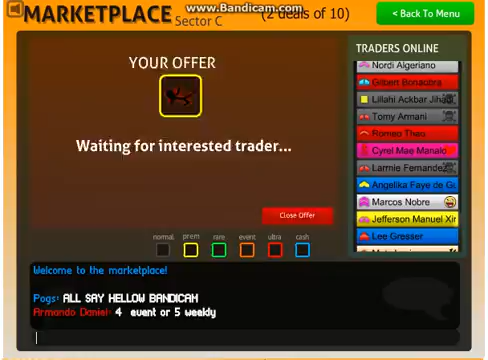 www.Bandicam.com
MARKETPLACE
Sector C
(2 deals of 10)
< Back To Menu
YOUR OFFER
Waiting for interested trader...
Close Offer
normal prem rare event ultra cash
TRADERS ONLINE
Nordi Algeriano
Gilbert Bonaobra
Lillahi Ackbar Jihad
Tomy Armani
Romeo Thao
Cyrel Mae Manalo
Larmie Fernandez
Angelika Faye de Gu
Marcos Nobre
Jefferson Manuel Xir
Lee Gresser
Welcome to the marketplace!
Pogs: ALL SAY HELLOW BANDICAM
Armando Daniel: 4 event or 5 weekly